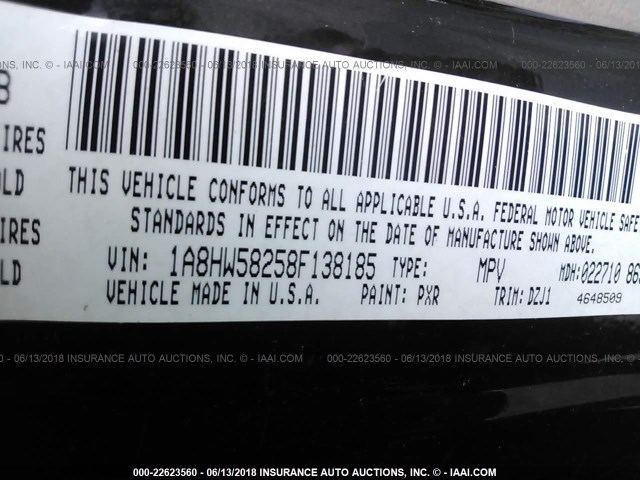 000-22623560 - 06/13/2018 INSURANCE AUTO AUCTIONS, INC. © - IAAI.COM
IRES
OLD
IRES
OLD
THIS VEHICLE CONFORMS TO ALL APPLICABLE U.S.A. FEDERAL MOTOR VEHICLE SAFE
STANDARDS IN EFFECT ON THE DATE OF MANUFACTURE SHOWN ABOVE.
VIN: 1A8HW58258F138185 TYPE: MPV MDH:022710 86
VEHICLE MADE IN U.S.A. PAINT: PXR TRIM:DZJ1 4648509
000-22623560 - 06/13/2018 INSURANCE AUTO AUCTIONS, INC. © - IAAI.COM
000-22623560 - 06/13/2018 INSURANCE AUTO AUCTIONS, INC. © - IAAI.COM